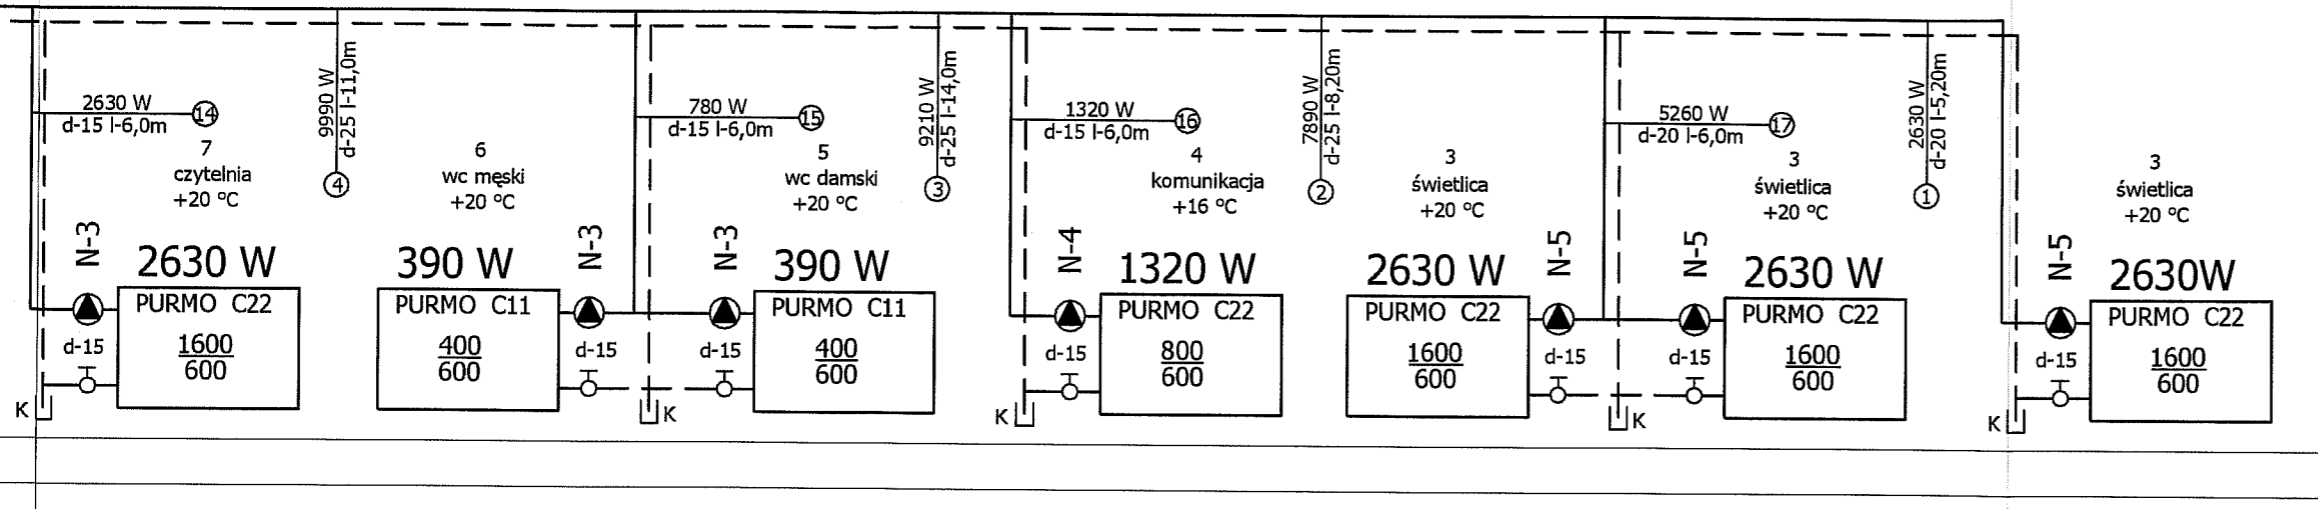 2630 W
d-15 l-6,0m
14
7
czytelnia
+20 °C
N-3
2630 W
PURMO C22
1600
600
d-15
K
9990 W
d-25 l-11,0m
4
6
wc męski
+20 °C
390 W
N-3
PURMO C11
400
600
d-15
780 W
d-15 l-6,0m
15
5
wc damski
+20 °C
N-3
390 W
PURMO C11
400
600
d-15
K
9210 W
d-25 l-14,0m
3
1320 W
d-15 l-6,0m
16
4
komunikacja
+16 °C
N-4
1320 W
PURMO C22
800
600
d-15
K
7890 W
d-25 l-8,20m
2
3
świetlica
+20 °C
2630 W
N-5
PURMO C22
1600
600
d-15
5260 W
d-20 l-6,0m
17
3
świetlica
+20 °C
N-5
2630 W
PURMO C22
1600
600
d-15
K
2630 W
d-20 l-5,20m
1
3
świetlica
+20 °C
N-5
2630W
PURMO C22
1600
600
d-15
K